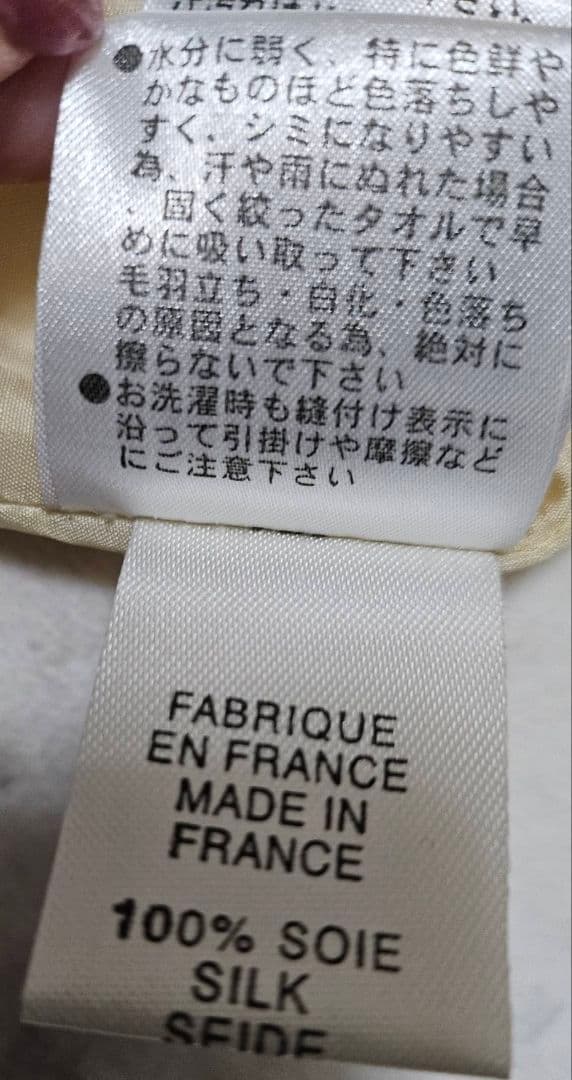 ●水分に弱く、特に色鮮や
かなものほど色落ちしや
すく、シミになりやすい
為、汗や雨にぬれた場合
、固く絞ったタオルで早
めに吸い取って下さい
毛羽立ち・白化・色落ち
の原因となる為、絶対に
擦らないで下さい
●お洗濯時も縫付け表示に
沿って引掛けや摩擦など
にご注意下さい
FABRIQUE
EN FRANCE
MADE IN
FRANCE
100% SOIE
SILK
SEIDE